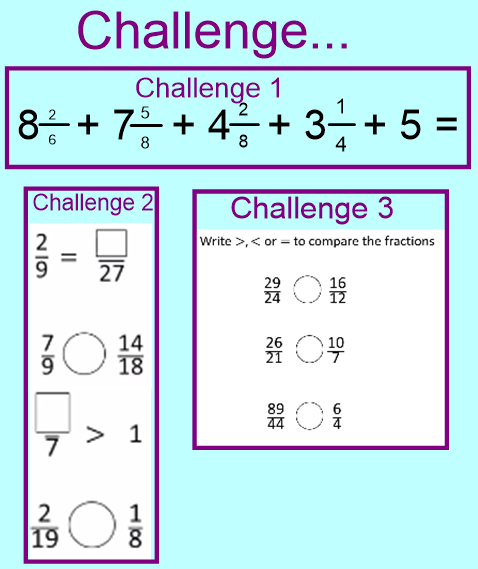 Challenge...
Challenge 1
8 2/6 + 7 5/8 + 4 2/8 + 3 1/4 + 5 =
Challenge 2
2/9 = □/27
7/9 ○ 14/18
□/7 > 1
2/19 ○ 1/8
Challenge 3
Write >, < or = to compare the fractions
29/24 ○ 16/12
26/21 ○ 10/7
89/44 ○ 6/4